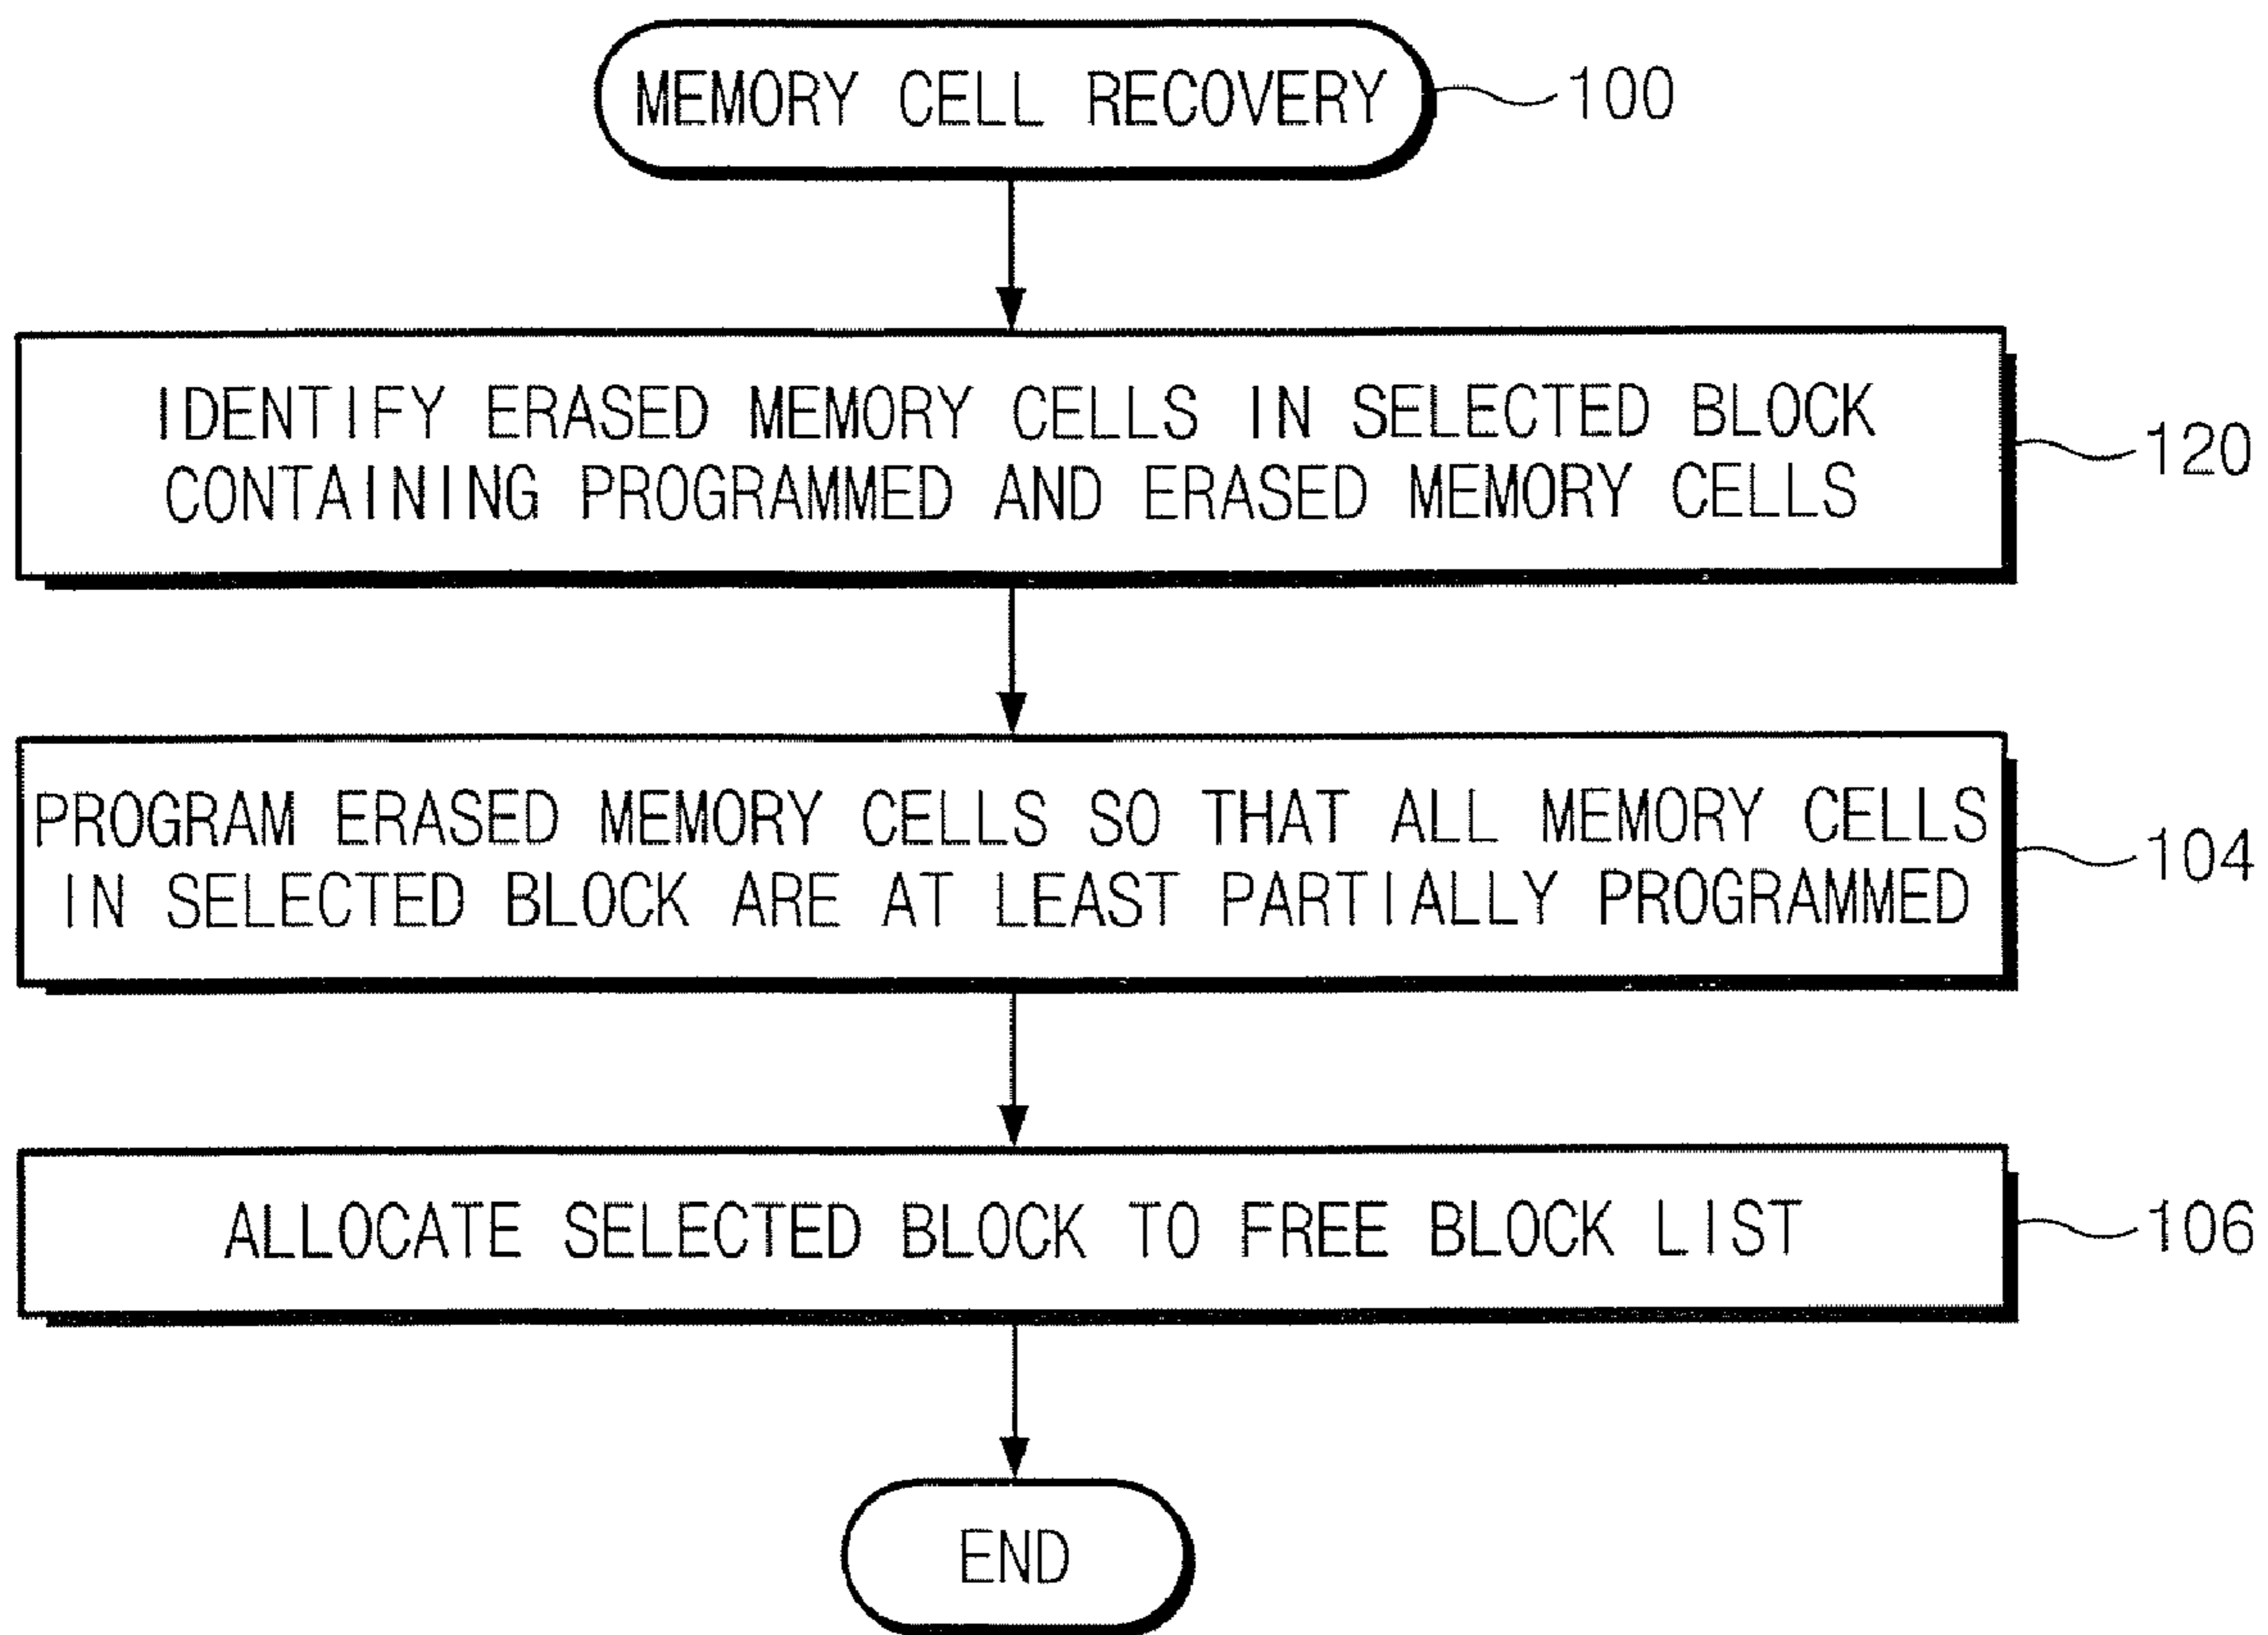 MEMORY CELL RECOVERY
100
IDENTIFY ERASED MEMORY CELLS IN SELECTED BLOCK
CONTAINING PROGRAMMED AND ERASED MEMORY CELLS
120
PROGRAM ERASED MEMORY CELLS SO THAT ALL MEMORY CELLS
IN SELECTED BLOCK ARE AT LEAST PARTIALLY PROGRAMMED
104
ALLOCATE SELECTED BLOCK TO FREE BLOCK LIST
106
END